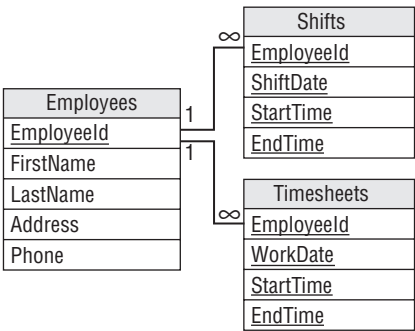 Employees
EmployeeId
FirstName
LastName
Address
Phone
1
1
∞
∞
Shifts
EmployeeId
ShiftDate
StartTime
EndTime
Timesheets
EmployeeId
WorkDate
StartTime
EndTime